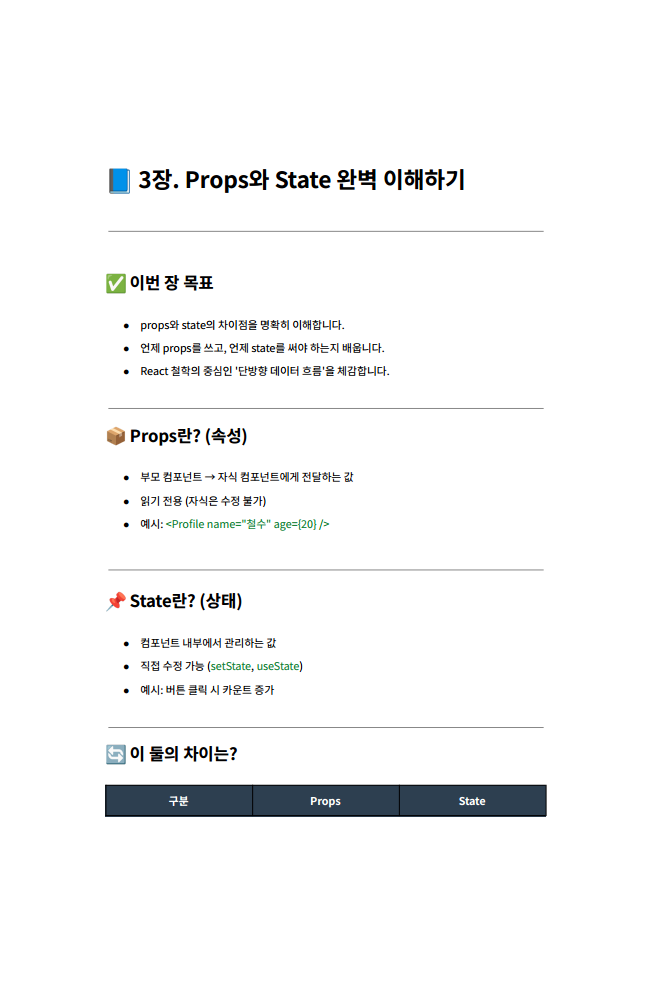 📘 3장. Props와 State 완벽 이해하기
✅ 이번 장 목표
● props와 state의 차이점을 명확히 이해합니다.
● 언제 props를 쓰고, 언제 state를 써야 하는지 배웁니다.
● React 철학의 중심인 '단방향 데이터 흐름'을 체감합니다.
📦 Props란? (속성)
● 부모 컴포넌트 → 자식 컴포넌트에게 전달하는 값
● 읽기 전용 (자식은 수정 불가)
● 예시: <Profile name="철수" age={20} />
📌 State란? (상태)
● 컴포넌트 내부에서 관리하는 값
● 직접 수정 가능 (setState, useState)
● 예시: 버튼 클릭 시 카운트 증가
🔄 이 둘의 차이는?
구분 Props State